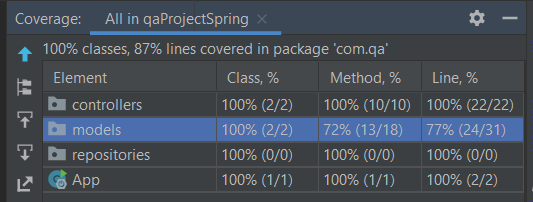 Coverage: All in qaProjectSpring
100% classes, 87% lines covered in package 'com.qa'
Element Class, % Method, % Line, %
controllers 100% (2/2) 100% (10/10) 100% (22/22)
models 100% (2/2) 72% (13/18) 77% (24/31)
repositories 100% (0/0) 100% (0/0) 100% (0/0)
App 100% (1/1) 100% (1/1) 100% (2/2)